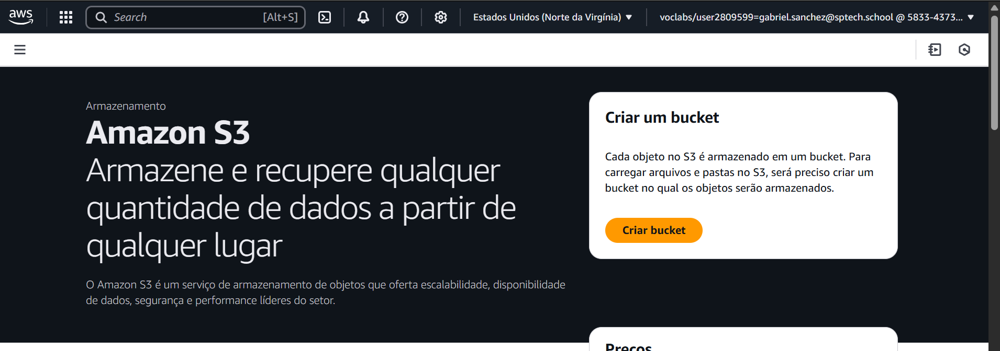 aws
Search [Alt+S]
Estados Unidos (Norte da Virgínia)
voclabs/user2809599=gabriel.sanchez@sptech.school @ 5833-4373...
Armazenamento
Amazon S3
Armazene e recupere qualquer
quantidade de dados a partir de
qualquer lugar
O Amazon S3 é um serviço de armazenamento de objetos que oferta escalabilidade, disponibilidade
de dados, segurança e performance líderes do setor.
Criar um bucket
Cada objeto no S3 é armazenado em um bucket. Para
carregar arquivos e pastas no S3, será preciso criar um
bucket no qual os objetos serão armazenados.
Criar bucket
Preços